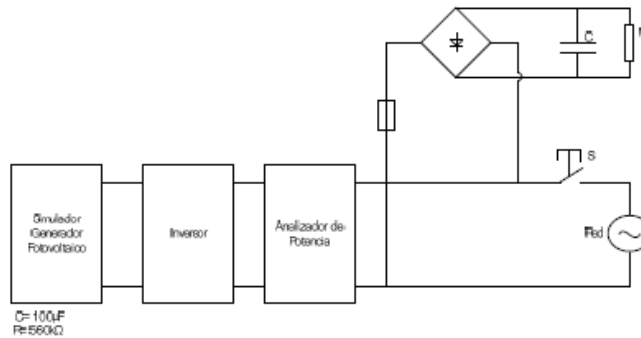 C
S
Simulador
Generador
Fotovoltaico
Inversor
Analizador de
Potencia
Red
C= 100µF
R=560kΩ